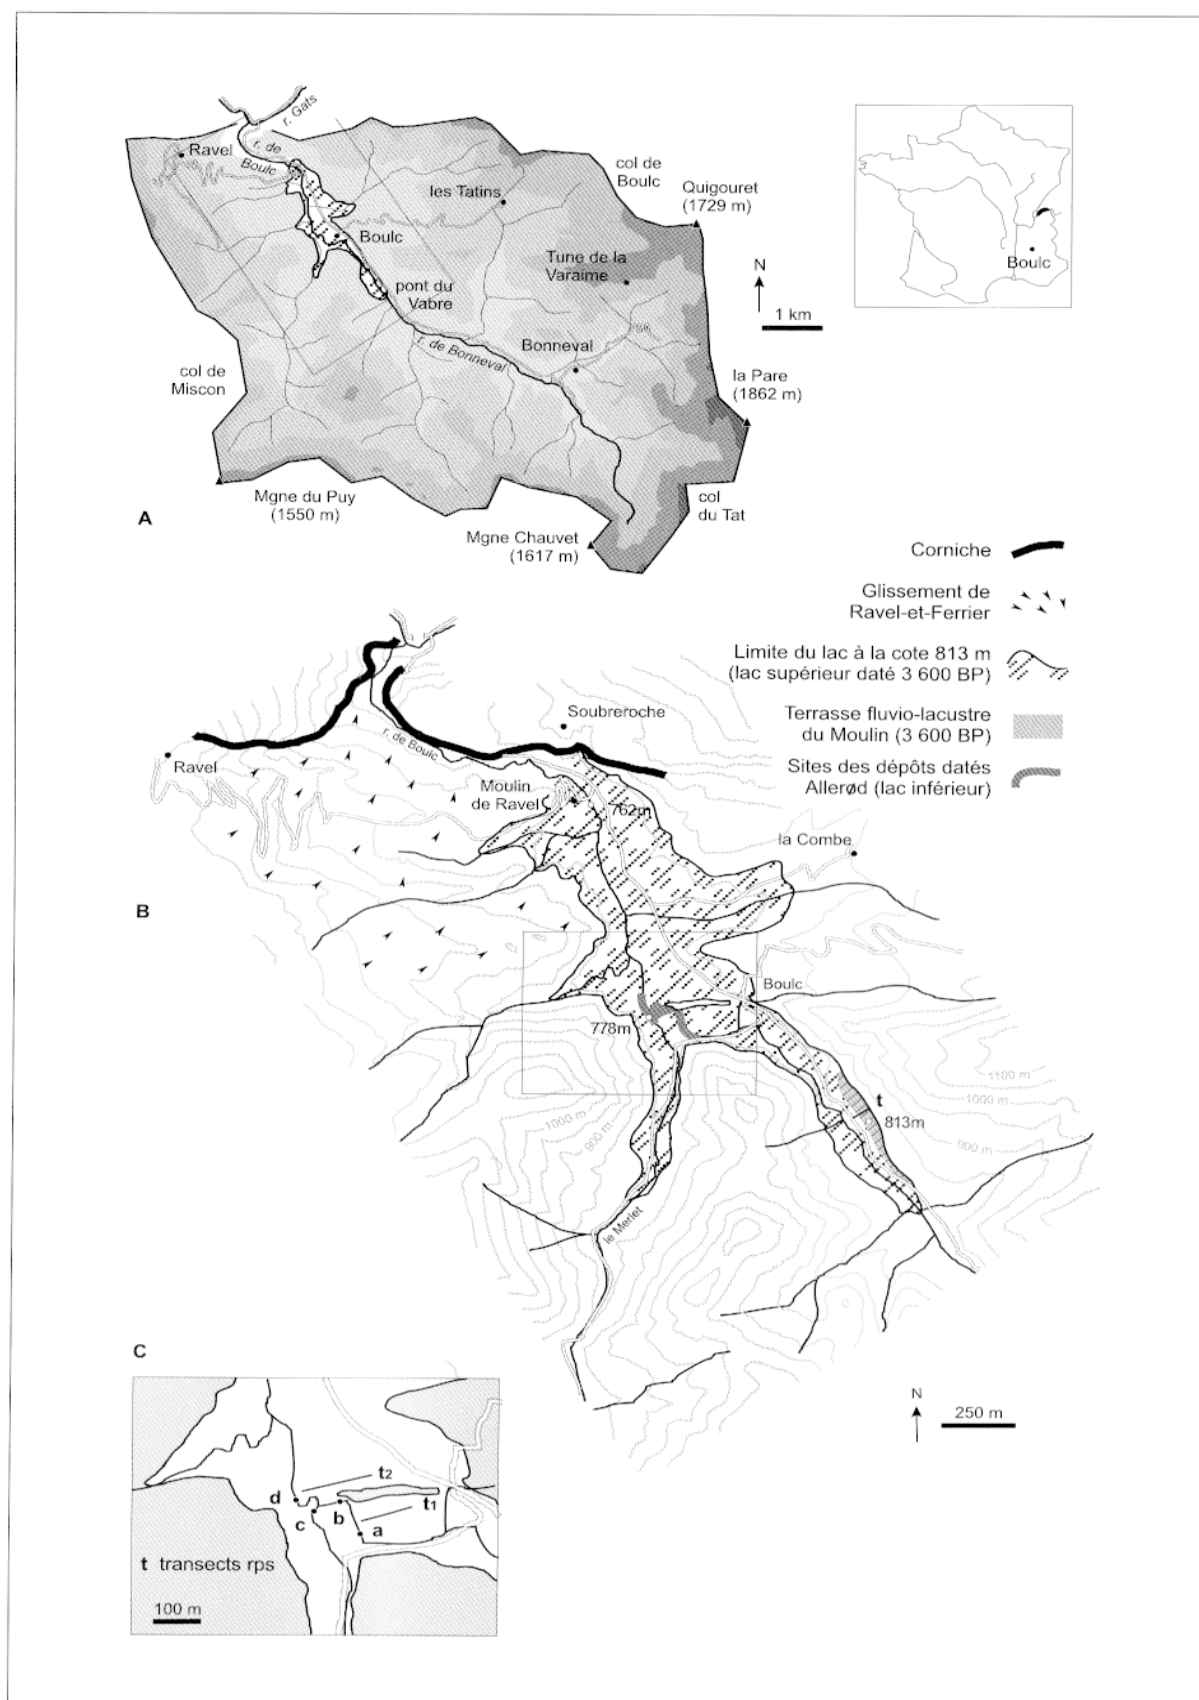 r. Gats
Ravel
r. de
Boulc
les Tatins
col de
Boulc
Quigouret
(1729 m)
Boulc
Tune de la
Varaime
N
1 km
pont du
Vabre
r. de Bonneval
Bonneval
col de
Miscon
la Pare
(1862 m)
Mgne du Puy
(1550 m)
col
du Tat
Mgne Chauvet
(1617 m)
A
Boulc
Corniche
Glissement de
Ravel-et-Ferrier
Limite du lac à la cote 813 m
(lac supérieur daté 3 600 BP)
Terrasse fluvio-lacustre
du Moulin (3 600 BP)
Sites des dépôts datés
Allerød (lac inférieur)
Soubreroche
r. de Boulc
Ravel
Moulin
de Ravel
762m
la Combe
B
Boulc
778m
1100 m
1000 m
t
813m
900 m
1000 m
900 m
le Merlet
C
N
250 m
t2
d
b
t1
c
a
t transects rps
100 m